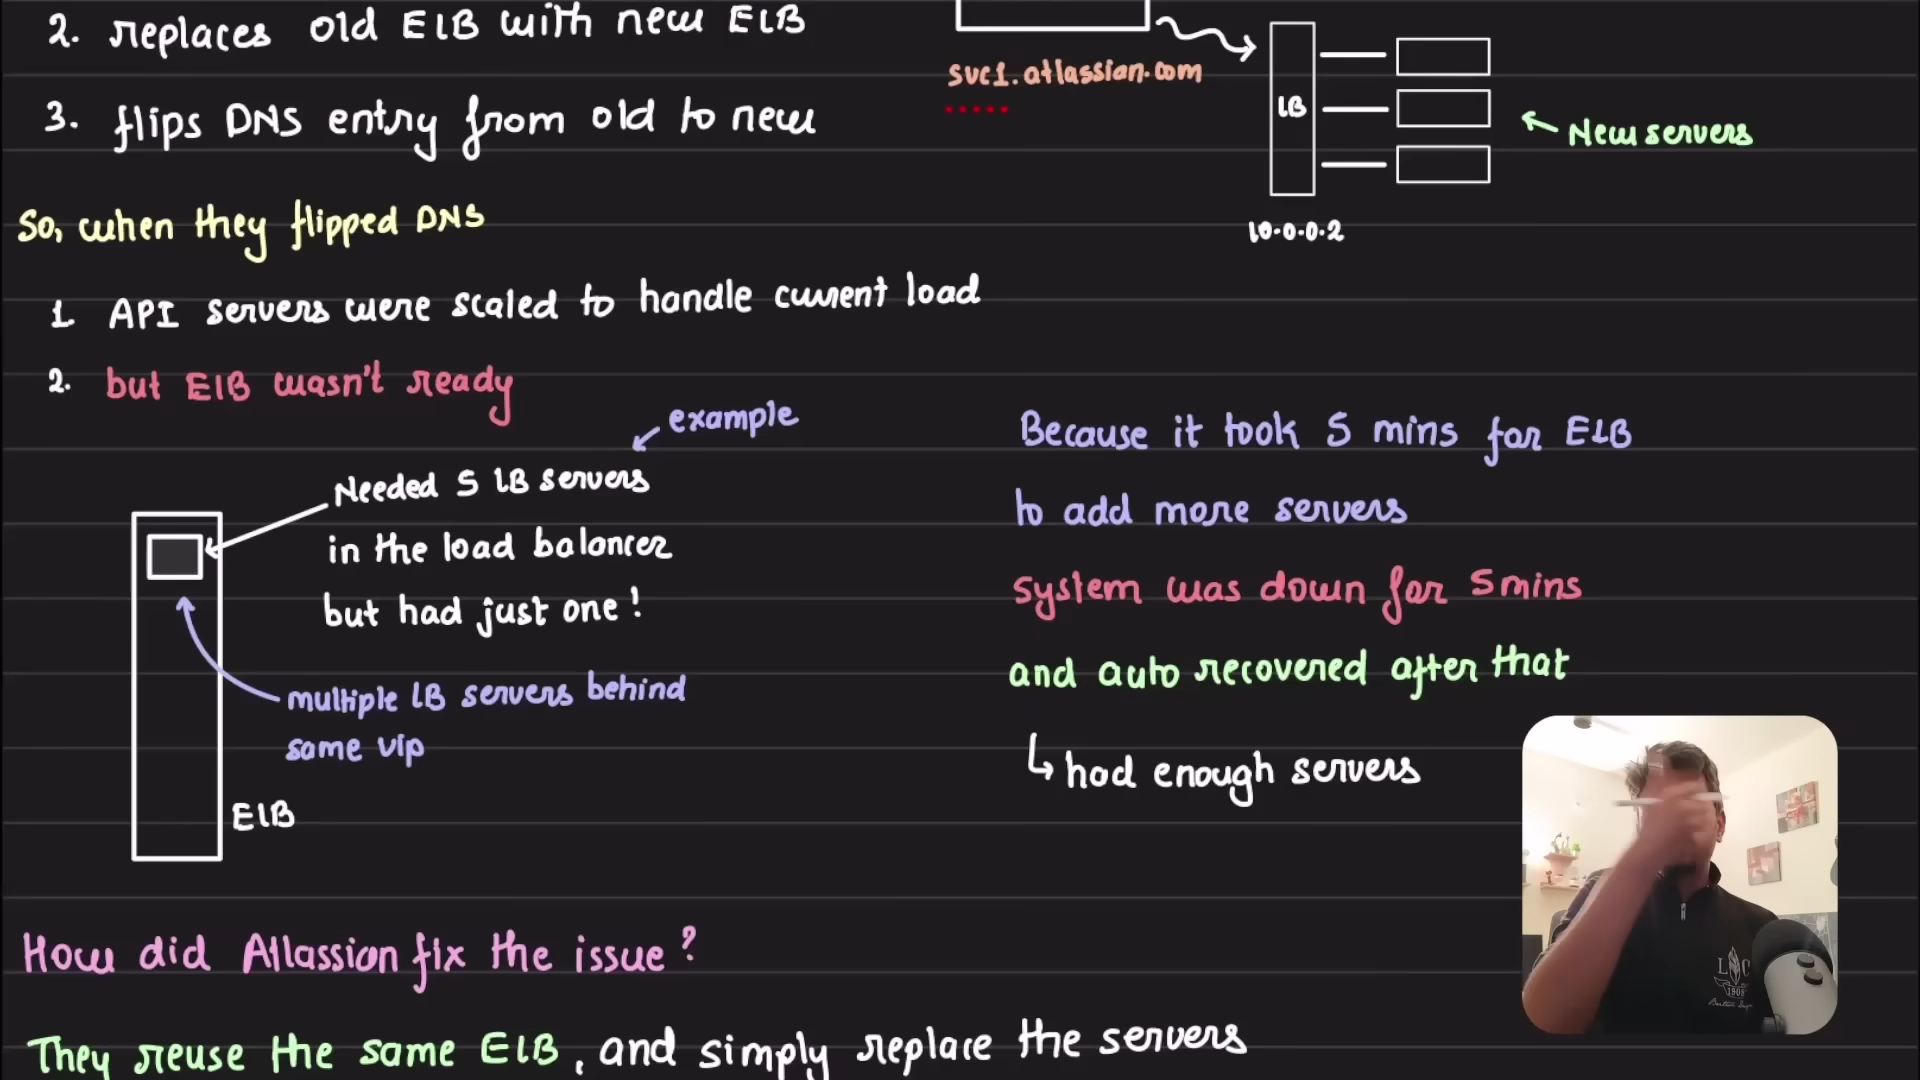 2. replaces old ELB with new ELB
3. flips DNS entry from old to new
svc1.atlassian.com
LB
New servers
10.0.0.2
So, when they flipped DNS
1. API servers were scaled to handle current load
2. but ELB wasn't ready
example
Needed 5 LB servers
in the load balancer
but had just one!
multiple LB servers behind
same vip
ELB
Because it took 5 mins for ELB
to add more servers
system was down for 5 mins
and auto recovered after that
had enough servers
How did Atlassian fix the issue?
They reuse the same ELB, and simply replace the servers
L C
1908